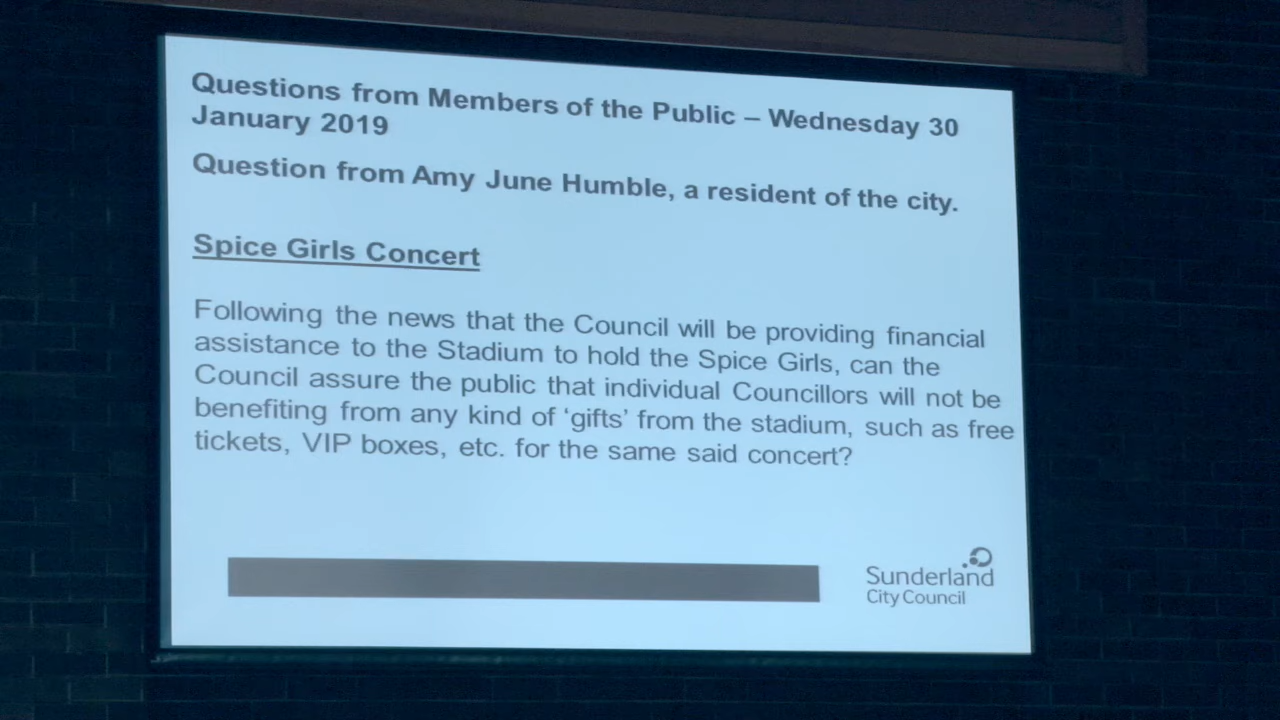 Questions from Members of the Public – Wednesday 30
January 2019
Question from Amy June Humble, a resident of the city.
Spice Girls Concert
Following the news that the Council will be providing financial
assistance to the Stadium to hold the Spice Girls, can the
Council assure the public that individual Councillors will not be
benefiting from any kind of ‘gifts’ from the stadium, such as free
tickets, VIP boxes, etc. for the same said concert?
Sunderland
City Council